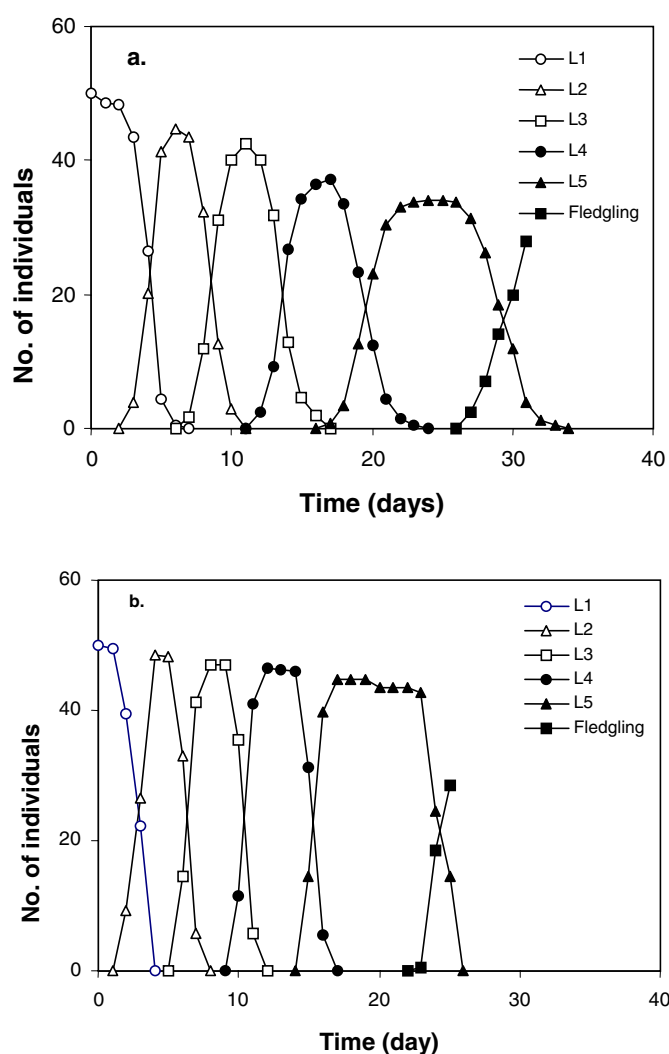 60
a.
L1
L2
L3
L4
L5
Fledgling
40
20
0
No. of individuals
0 10 20 30 40
Time (days)
60
b.
L1
L2
L3
L4
L5
Fledgling
40
20
0
No. of individuals
0 10 20 30 40
Time (day)